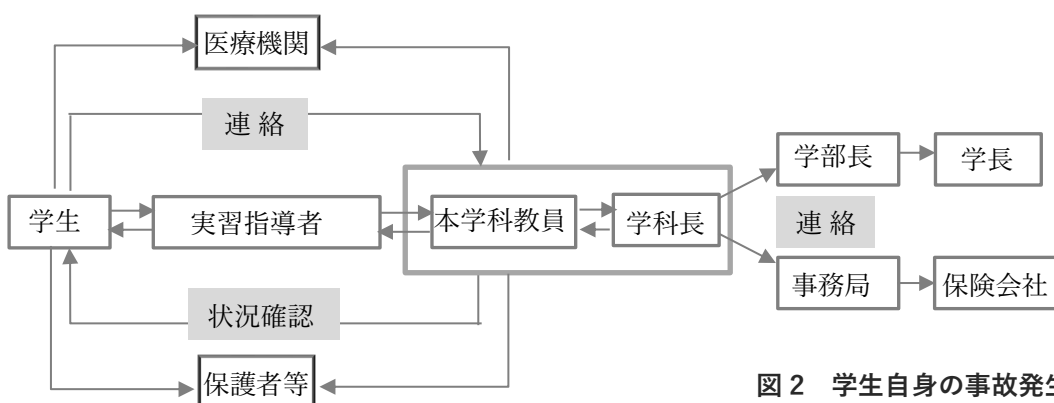 医療機関
連 絡
学部長
学長
学生
実習指導者
本学科教員
学科長
連 絡
事務局
保険会社
状況確認
保護者等
図 2 学生自身の事故発生